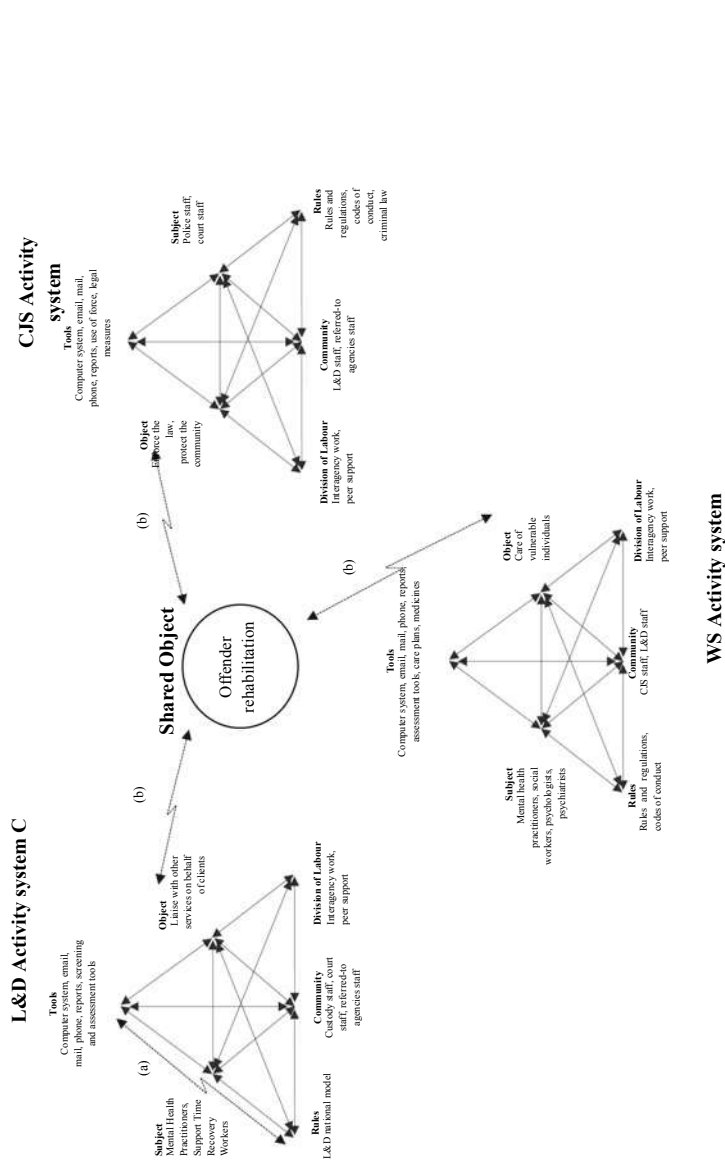 L&D Activity system C
Tools
Computer system, email,
mail, phone, reports, screening
and assessment tools
(a)
Subject
Mental Health
Practitioners,
Support Time
Recovery
Workers
Object
Liaise with other
services on behalf
of clients
Rules
L&D national model
Community
Custody staff, court
staff, referred-to
agencies staff
Division of Labour
Interagency work,
peer support
(b)
Shared Object
Offender
rehabilitation
(b)
CJS Activity
system
Tools
Computer system, email, mail,
phone, reports, use of force, legal
measures
Object
Enforce the
law,
protect the
community
Subject
Police staff,
court staff
Division of Labour
Interagency work,
peer support
Community
L&D staff, referred-to
agencies staff
Rules
Rules and
regulations,
codes of
conduct,
criminal law
(b)
Tools
Computer system, email, mail, phone, reports,
assessment tools, care plans, medicines
Subject
Mental health
practitioners, social
workers, psychologists,
psychiatrists
Object
Care of
vulnerable
individuals
Rules
Rules and regulations,
codes of conduct
Community
CJS staff, L&D staff
Division of Labour
Interagency work,
peer support
WS Activity system